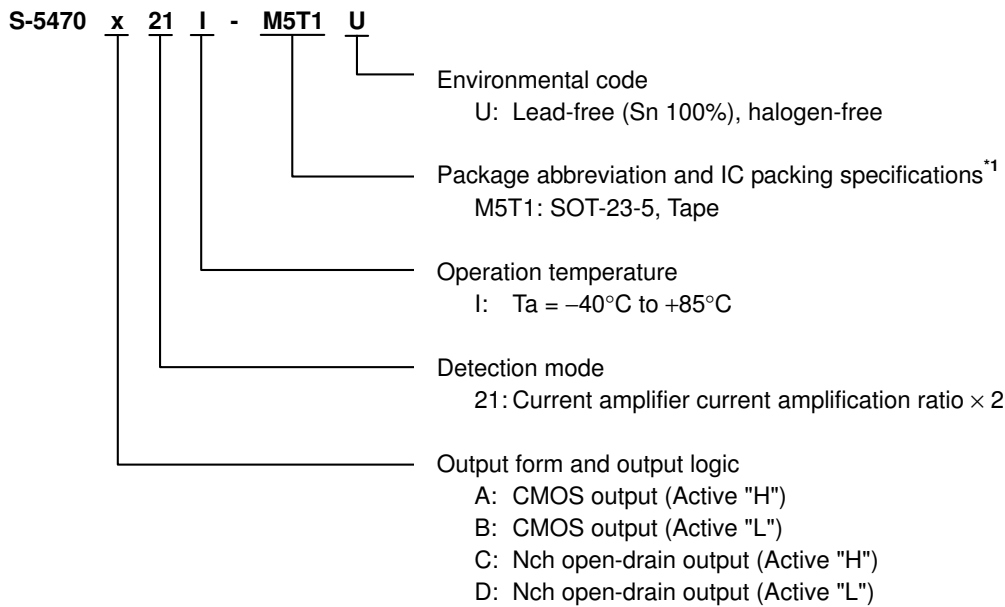 S-5470 x 21 I - M5T1 U
Environmental code
U: Lead-free (Sn 100%), halogen-free
Package abbreviation and IC packing specifications*1
M5T1: SOT-23-5, Tape
Operation temperature
I: Ta = −40°C to +85°C
Detection mode
21: Current amplifier current amplification ratio × 2
Output form and output logic
A: CMOS output (Active "H")
B: CMOS output (Active "L")
C: Nch open-drain output (Active "H")
D: Nch open-drain output (Active "L")